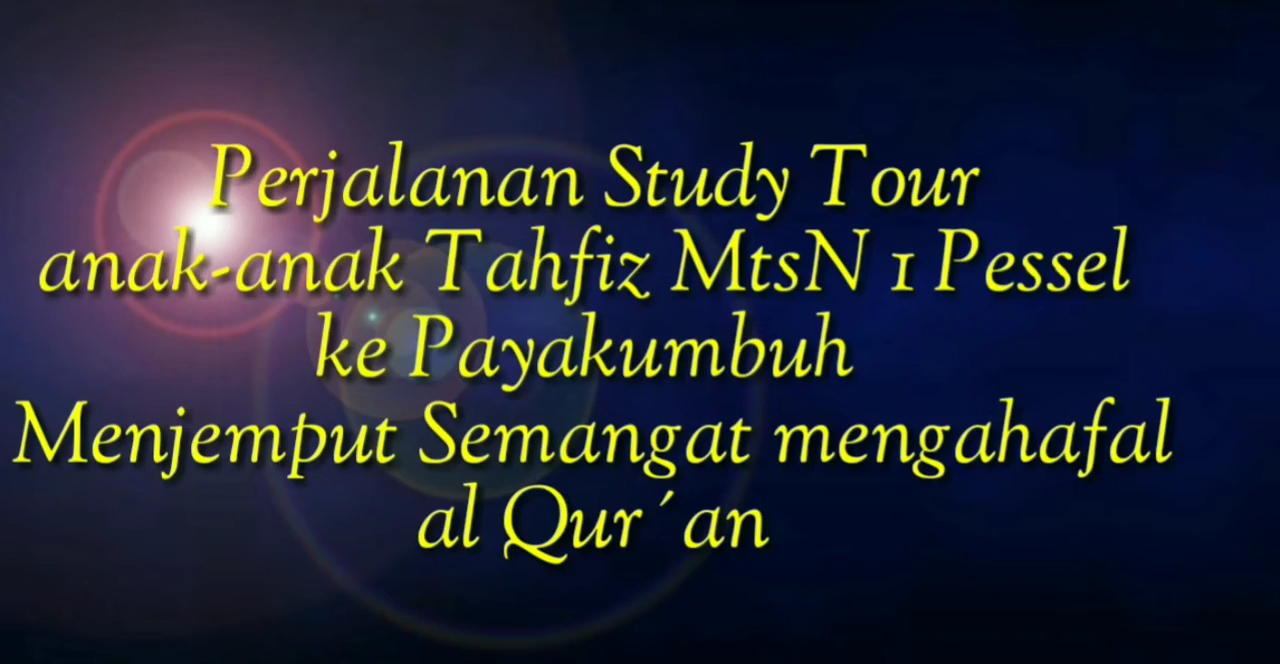 Perjalanan Study Tour
anak-anak Tahfiz MtsN 1 Pessel
ke Payakumbuh
Menjemput Semangat mengahafal
al Qur´an